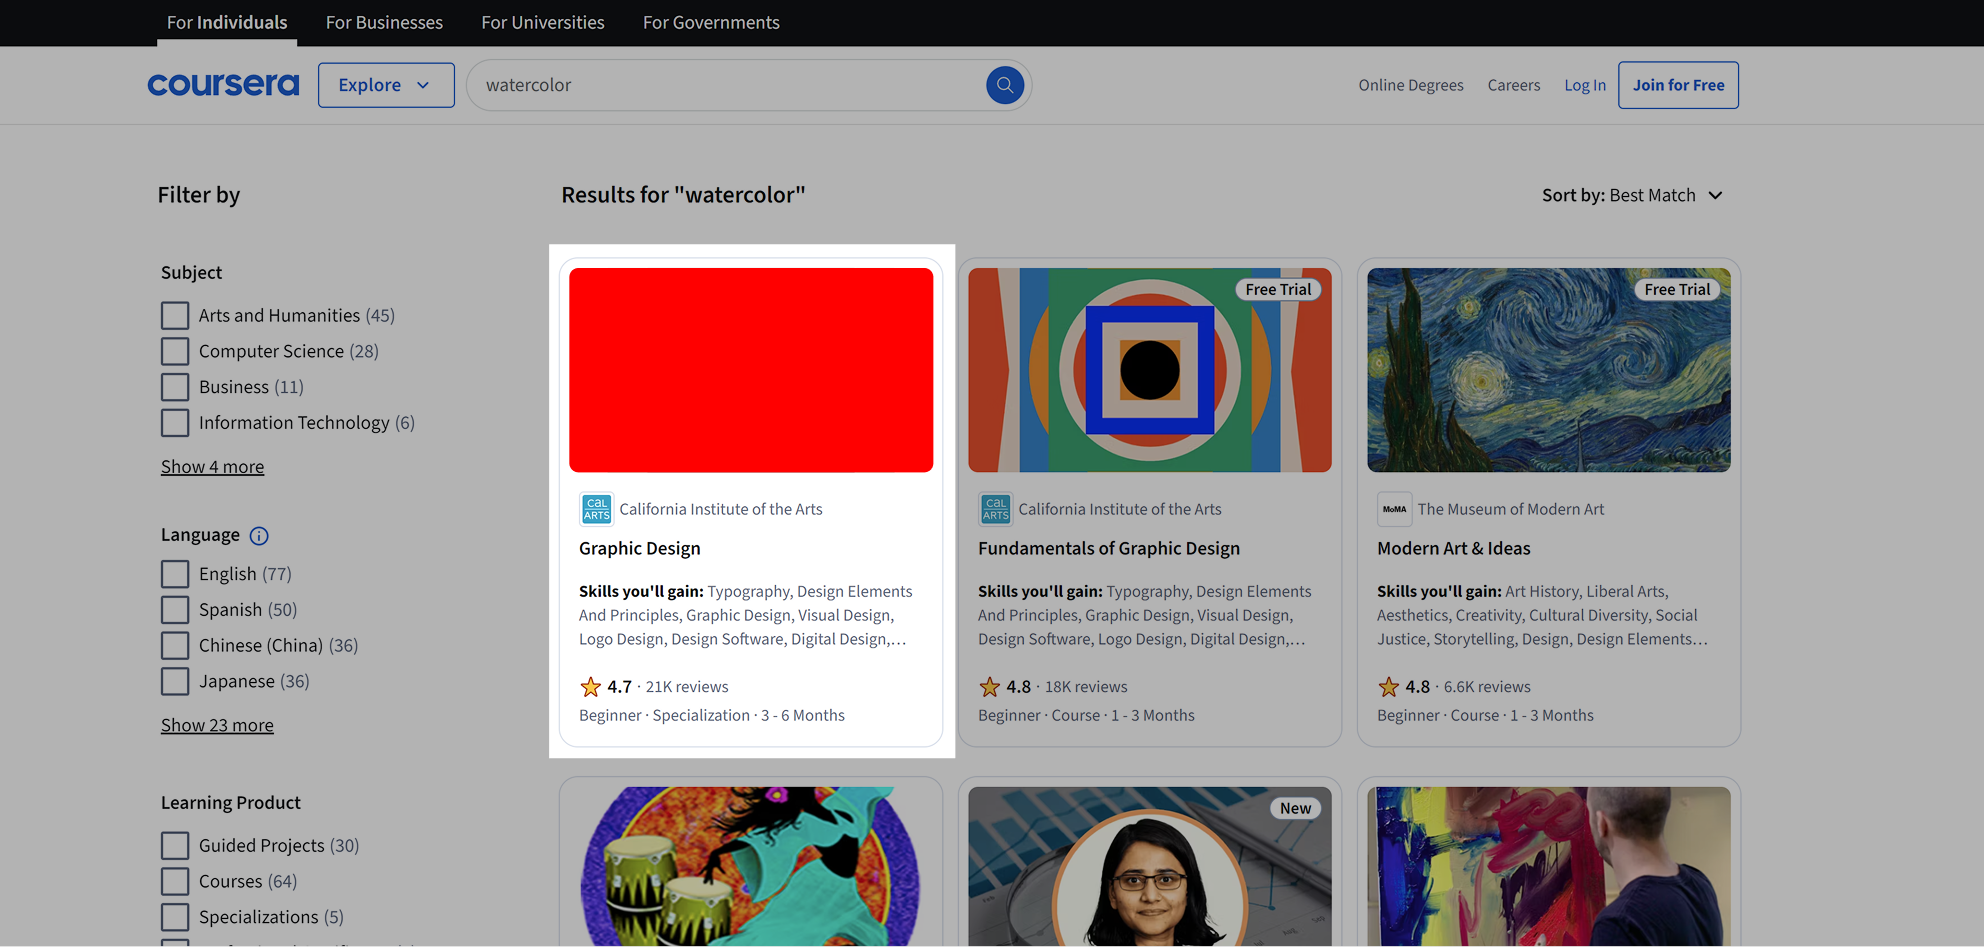 For Individuals
For Businesses
For Universities
For Governments
coursera
Explore
watercolor
Online Degrees
Careers
Log In
Join for Free
Filter by
Results for "watercolor"
Sort by: Best Match
Subject
Arts and Humanities (45)
Computer Science (28)
Business (11)
Information Technology (6)
Show 4 more
Language
English (77)
Spanish (50)
Chinese (China) (36)
Japanese (36)
Show 23 more
Learning Product
Guided Projects (30)
Courses (64)
Specializations (5)
CAL
ARTS
California Institute of the Arts
Graphic Design
Skills you'll gain: Typography, Design Elements
And Principles, Graphic Design, Visual Design,
Logo Design, Design Software, Digital Design,…
4.7 · 21K reviews
Beginner · Specialization · 3 - 6 Months
Free Trial
CAL
ARTS
California Institute of the Arts
Fundamentals of Graphic Design
Skills you'll gain: Typography, Design Elements
And Principles, Graphic Design, Visual Design,
Design Software, Logo Design, Digital Design,…
4.8 · 18K reviews
Beginner · Course · 1 - 3 Months
Free Trial
MoMA
The Museum of Modern Art
Modern Art & Ideas
Skills you'll gain: Art History, Liberal Arts,
Aesthetics, Creativity, Cultural Diversity, Social
Justice, Storytelling, Design, Design Elements…
4.8 · 6.6K reviews
Beginner · Course · 1 - 3 Months
New